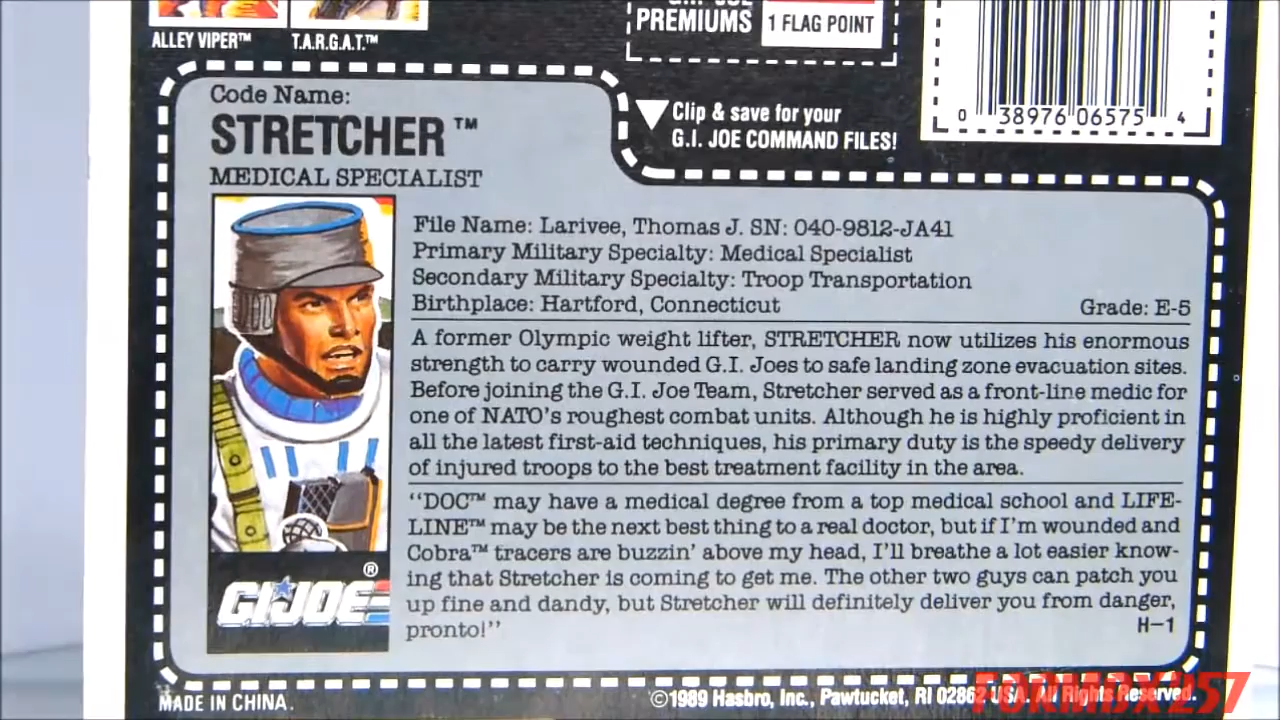 ALLEY VIPER™
T.A.R.G.A.T.™
PREMIUMS
1 FLAG POINT
Clip & save for your
G.I. JOE COMMAND FILES!
0 38976 06575 4
Code Name:
STRETCHER™
MEDICAL SPECIALIST
File Name: Larivee, Thomas J. SN: 040-9812-JA41
Primary Military Specialty: Medical Specialist
Secondary Military Specialty: Troop Transportation
Birthplace: Hartford, Connecticut Grade: E-5
A former Olympic weight lifter, STRETCHER now utilizes his enormous
strength to carry wounded G.I. Joes to safe landing zone evacuation sites.
Before joining the G.I. Joe Team, Stretcher served as a front-line medic for
one of NATO's roughest combat units. Although he is highly proficient in
all the latest first-aid techniques, his primary duty is the speedy delivery
of injured troops to the best treatment facility in the area.
"DOC™ may have a medical degree from a top medical school and LIFE-
LINE™ may be the next best thing to a real doctor, but if I'm wounded and
Cobra™ tracers are buzzin' above my head, I'll breathe a lot easier know-
ing that Stretcher is coming to get me. The other two guys can patch you
up fine and dandy, but Stretcher will definitely deliver you from danger,
pronto!"
H-1
GI JOE®
MADE IN CHINA.
©1989 Hasbro, Inc., Pawtucket, RI 02862 USA. All Rights Reserved.
FORMBX257